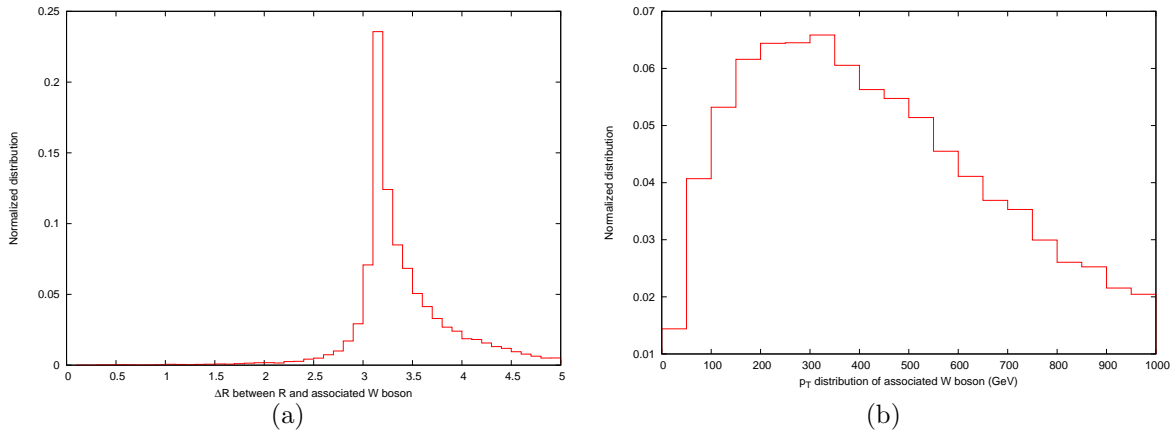 0.25
0.2
0.15
0.1
0.05
0
0 0.5 1 1.5 2 2.5 3 3.5 4 4.5 5
Normalized distribution
ΔR between R and associated W boson
(a)
0.07
0.06
0.05
0.04
0.03
0.02
0.01
0 100 200 300 400 500 600 700 800 900 1000
Normalized distribution
pT distribution of associated W boson (GeV)
(b)